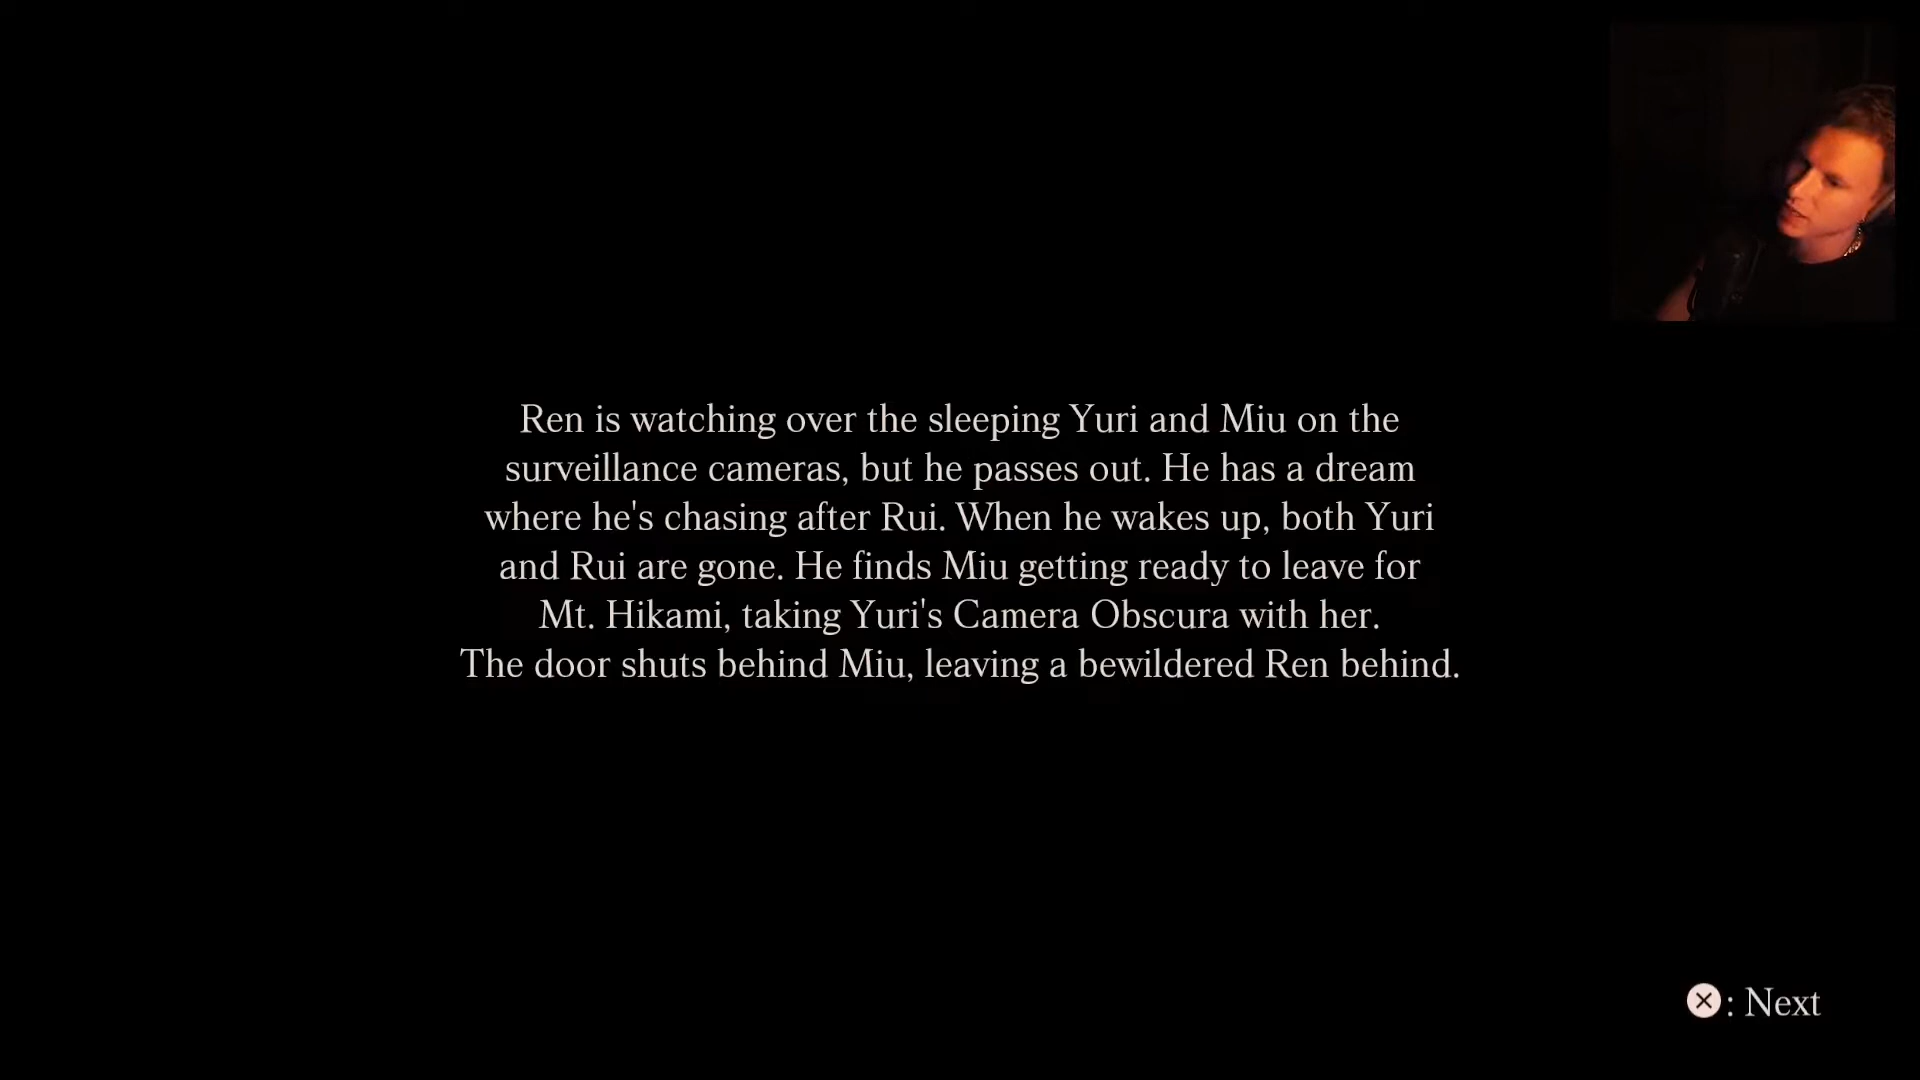 Ren is watching over the sleeping Yuri and Miu on the
surveillance cameras, but he passes out. He has a dream
where he's chasing after Rui. When he wakes up, both Yuri
and Rui are gone. He finds Miu getting ready to leave for
Mt. Hikami, taking Yuri's Camera Obscura with her.
The door shuts behind Miu, leaving a bewildered Ren behind.
: Next